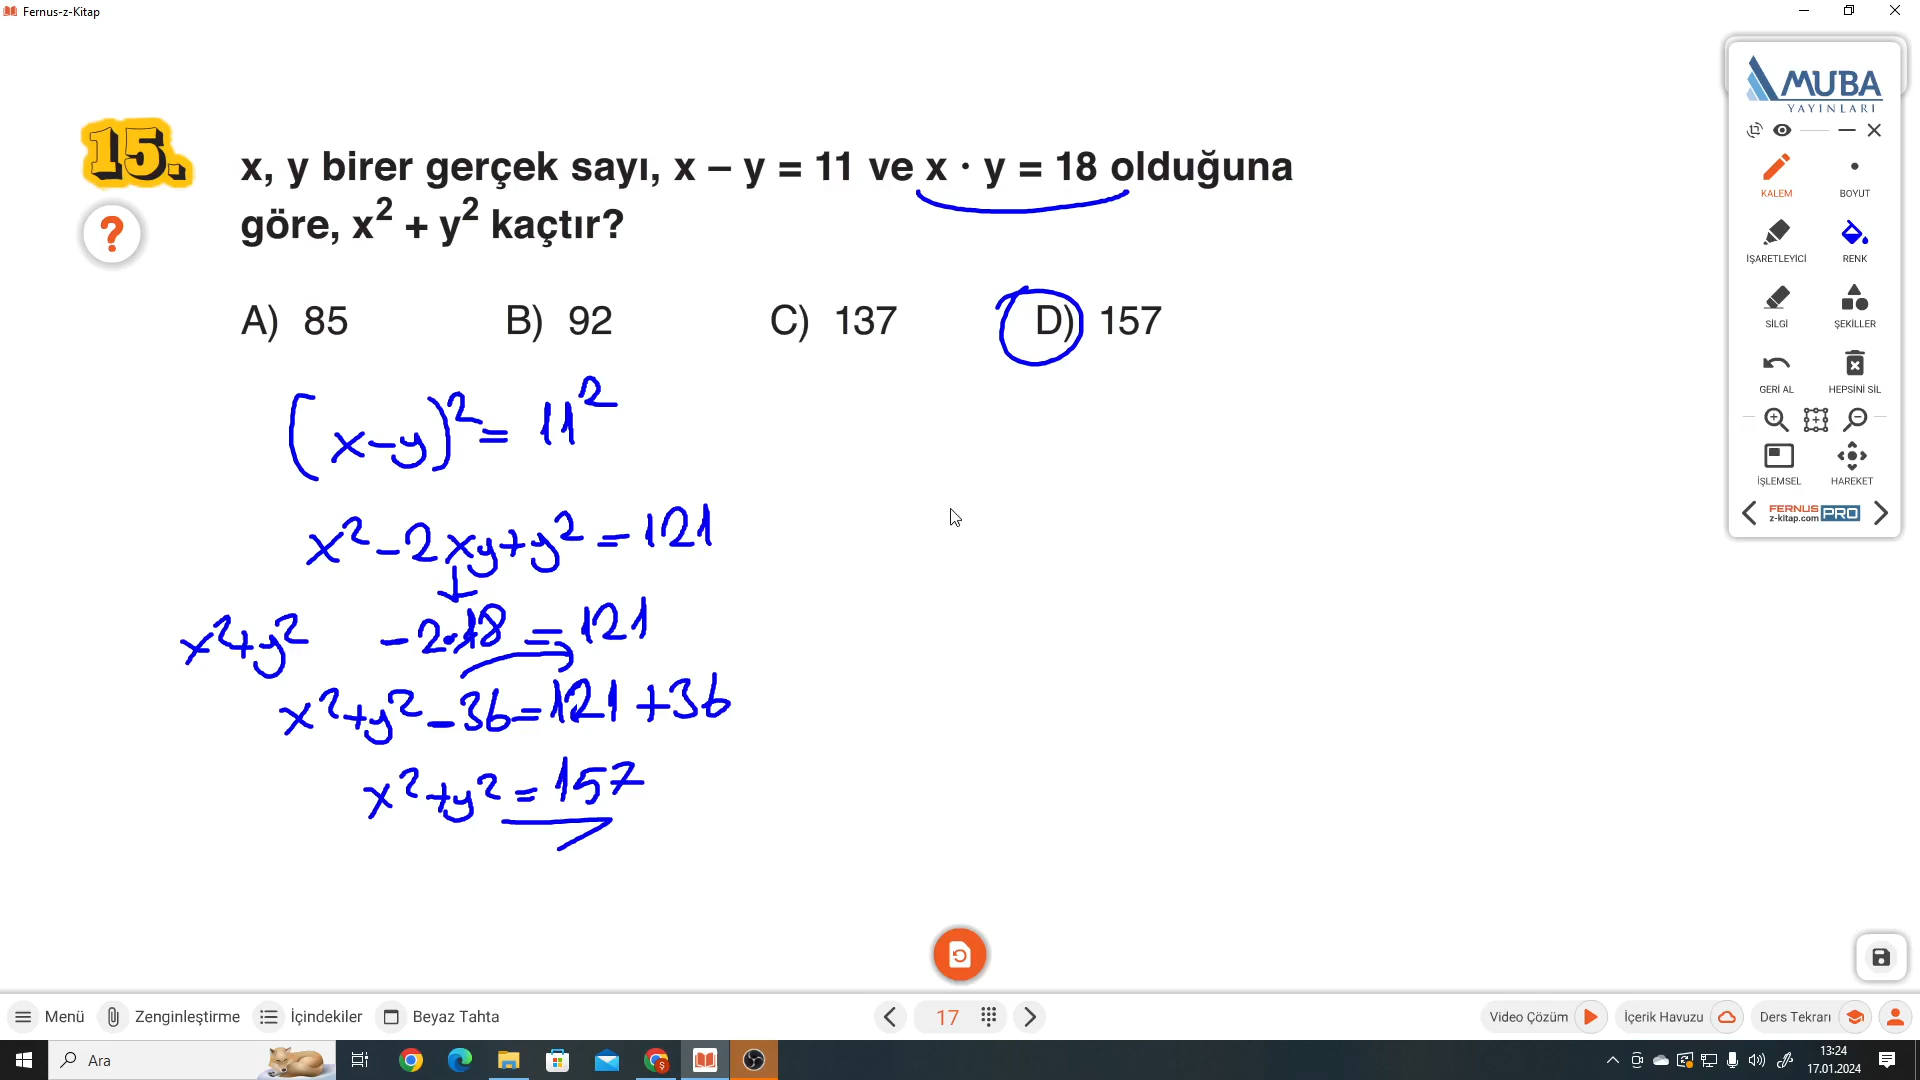 Fernus-z-Kitap
MUBA
YAYINLARI
15.
x, y birer gerçek sayı, x – y = 11 ve x · y = 18 olduğuna
göre, x² + y² kaçtır?
?
A) 85 B) 92 C) 137 D) 157
(x-y)² = 11²
x² - 2xy + y² = 121
x² + y² - 2·18 = 121
x² + y² - 36 = 121 + 36
x² + y² = 157
KALEM BOYUT
İŞARETLEYİCİ RENK
SİLGİ ŞEKİLLER
GERİ AL HEPSİNİ SİL
İŞLEMSEL HAREKET
FERNUS
z-kitap.com PRO
Menü Zenginleştirme İçindekiler Beyaz Tahta 17 Video Çözüm İçerik Havuzu Ders Tekrarı
Ara
13:24
17.01.2024